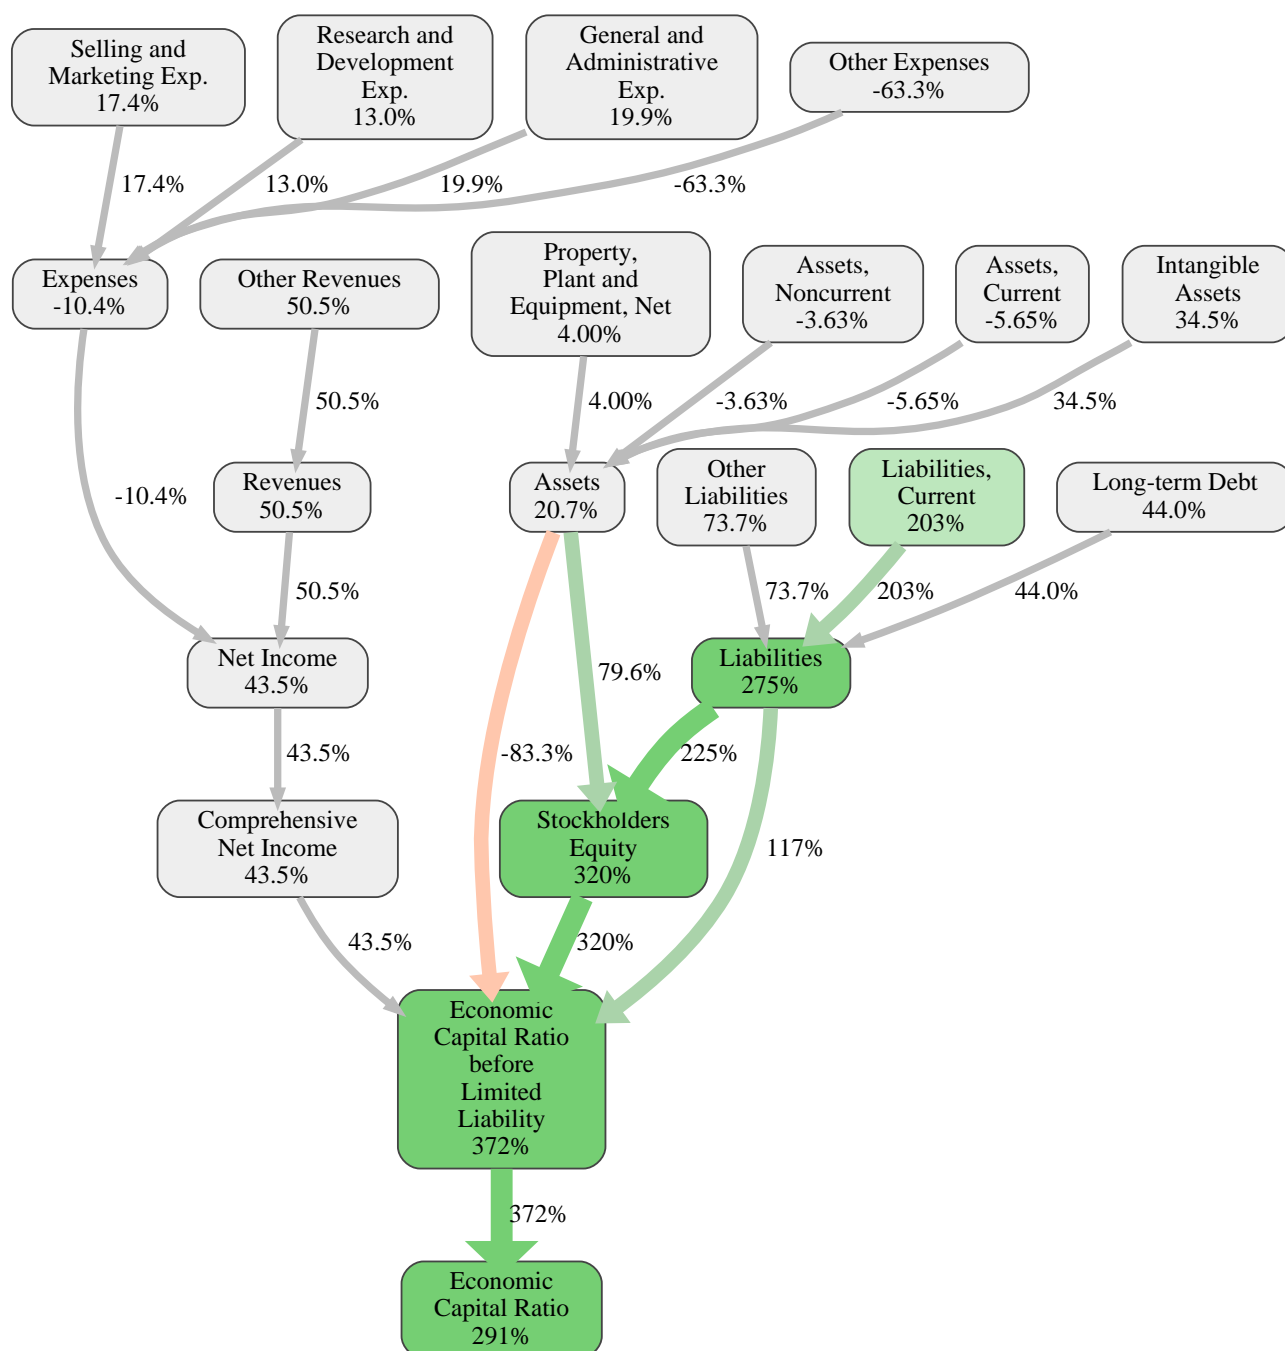 Selling and
Marketing Exp.
17.4%
Research and
Development
Exp.
13.0%
General and
Administrative
Exp.
19.9%
Other Expenses
-63.3%
17.4%
13.0%
19.9%
-63.3%
Expenses
-10.4%
Other Revenues
50.5%
Property,
Plant and
Equipment, Net
4.00%
Assets,
Noncurrent
-3.63%
Assets,
Current
-5.65%
Intangible
Assets
34.5%
50.5%
4.00%
-3.63%
-5.65%
34.5%
-10.4%
Revenues
50.5%
Assets
20.7%
Other
Liabilities
73.7%
Liabilities,
Current
203%
Long-term Debt
44.0%
50.5%
73.7%
203%
44.0%
Net Income
43.5%
79.6%
Liabilities
275%
43.5%
-83.3%
225%
Comprehensive
Net Income
43.5%
Stockholders
Equity
320%
117%
43.5%
320%
Economic
Capital Ratio
before
Limited
Liability
372%
372%
Economic
Capital Ratio
291%